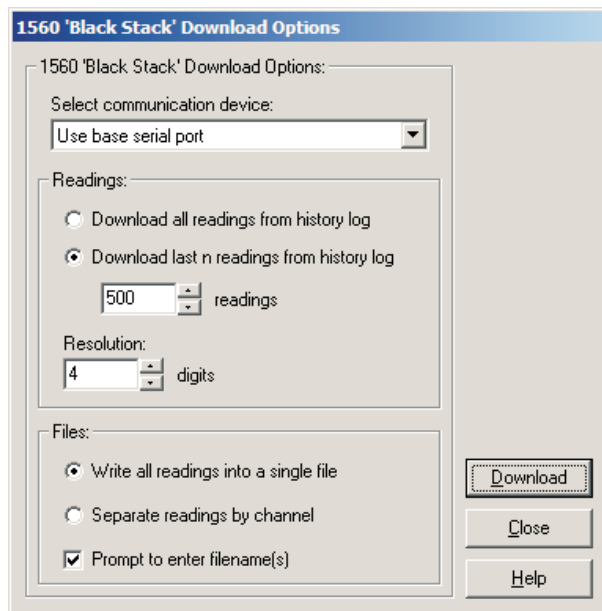 1560 'Black Stack' Download Options
1560 'Black Stack' Download Options:
Select communication device:
Use base serial port
Readings:
Download all readings from history log
Download last n readings from history log
500 readings
Resolution:
4 digits
Files:
Write all readings into a single file
Separate readings by channel
Prompt to enter filename(s)
Download
Close
Help